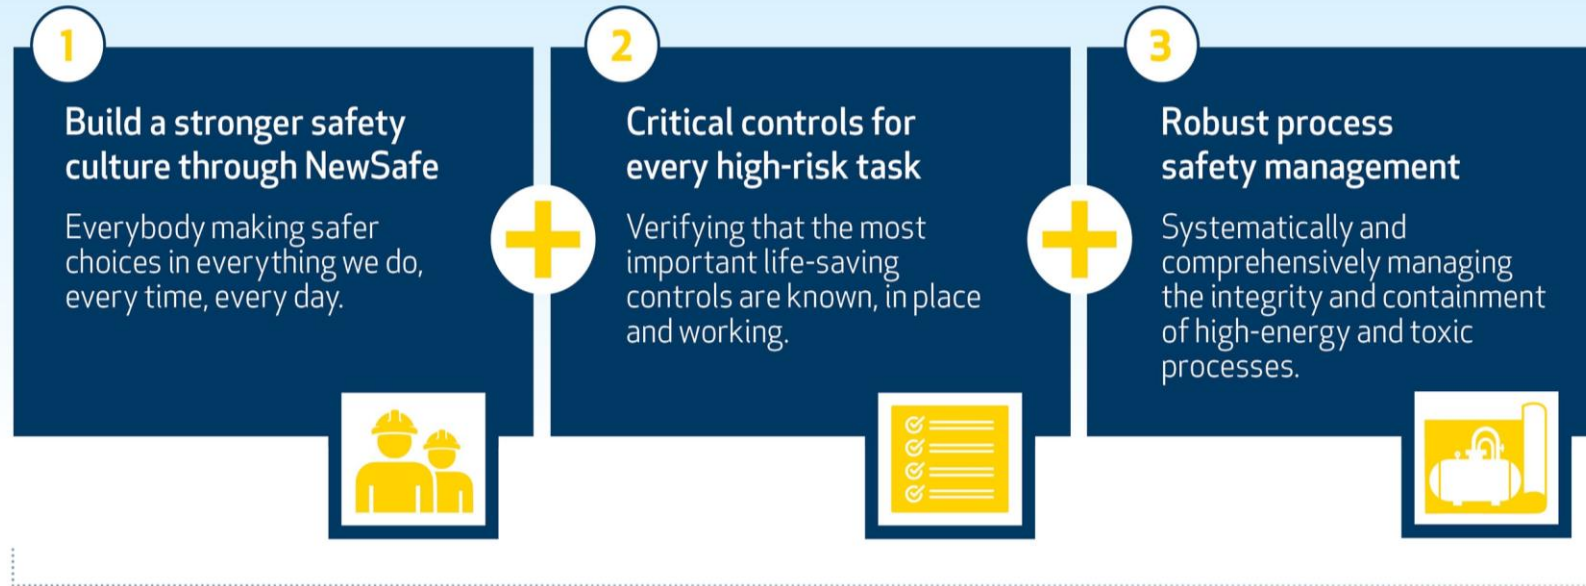 1
Build a stronger safety
culture through NewSafe
Everybody making safer
choices in everything we do,
every time, every day.
2
Critical controls for
every high-risk task
Verifying that the most
important life-saving
controls are known, in place
and working.
3
Robust process
safety management
Systematically and
comprehensively managing
the integrity and containment
of high-energy and toxic
processes.